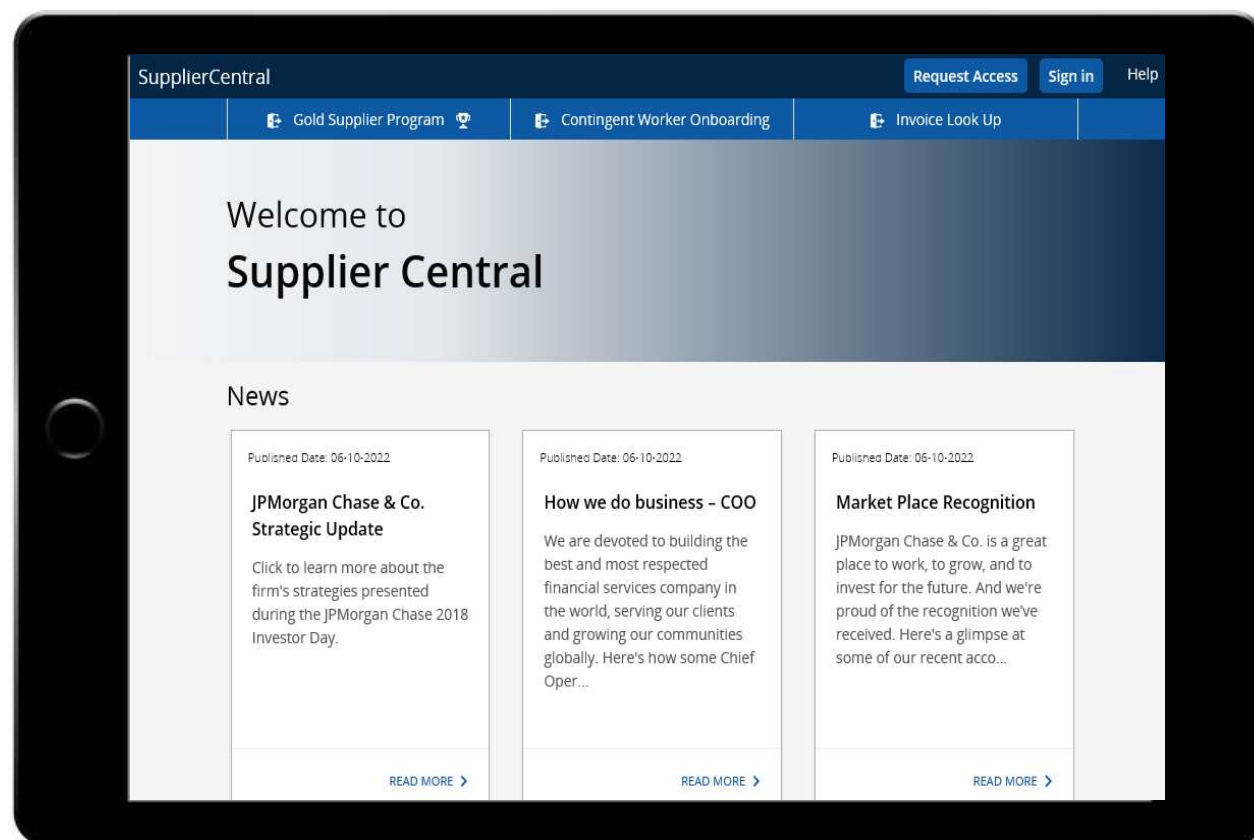 SupplierCentral
Request Access
Sign in
Help
Gold Supplier Program
Contingent Worker Onboarding
Invoice Look Up
Welcome to
Supplier Central
News
Published Date: 06-10-2022
JPMorgan Chase & Co.
Strategic Update
Click to learn more about the
firm's strategies presented
during the JPMorgan Chase 2018
Investor Day.
READ MORE
Published Date: 06-10-2022
How we do business – COO
We are devoted to building the
best and most respected
financial services company in
the world, serving our clients
and growing our communities
globally. Here's how some Chief
Oper...
READ MORE
Published Date: 06-10-2022
Market Place Recognition
JPMorgan Chase & Co. is a great
place to work, to grow, and to
invest for the future. And we're
proud of the recognition we've
received. Here's a glimpse at
some of our recent acco...
READ MORE